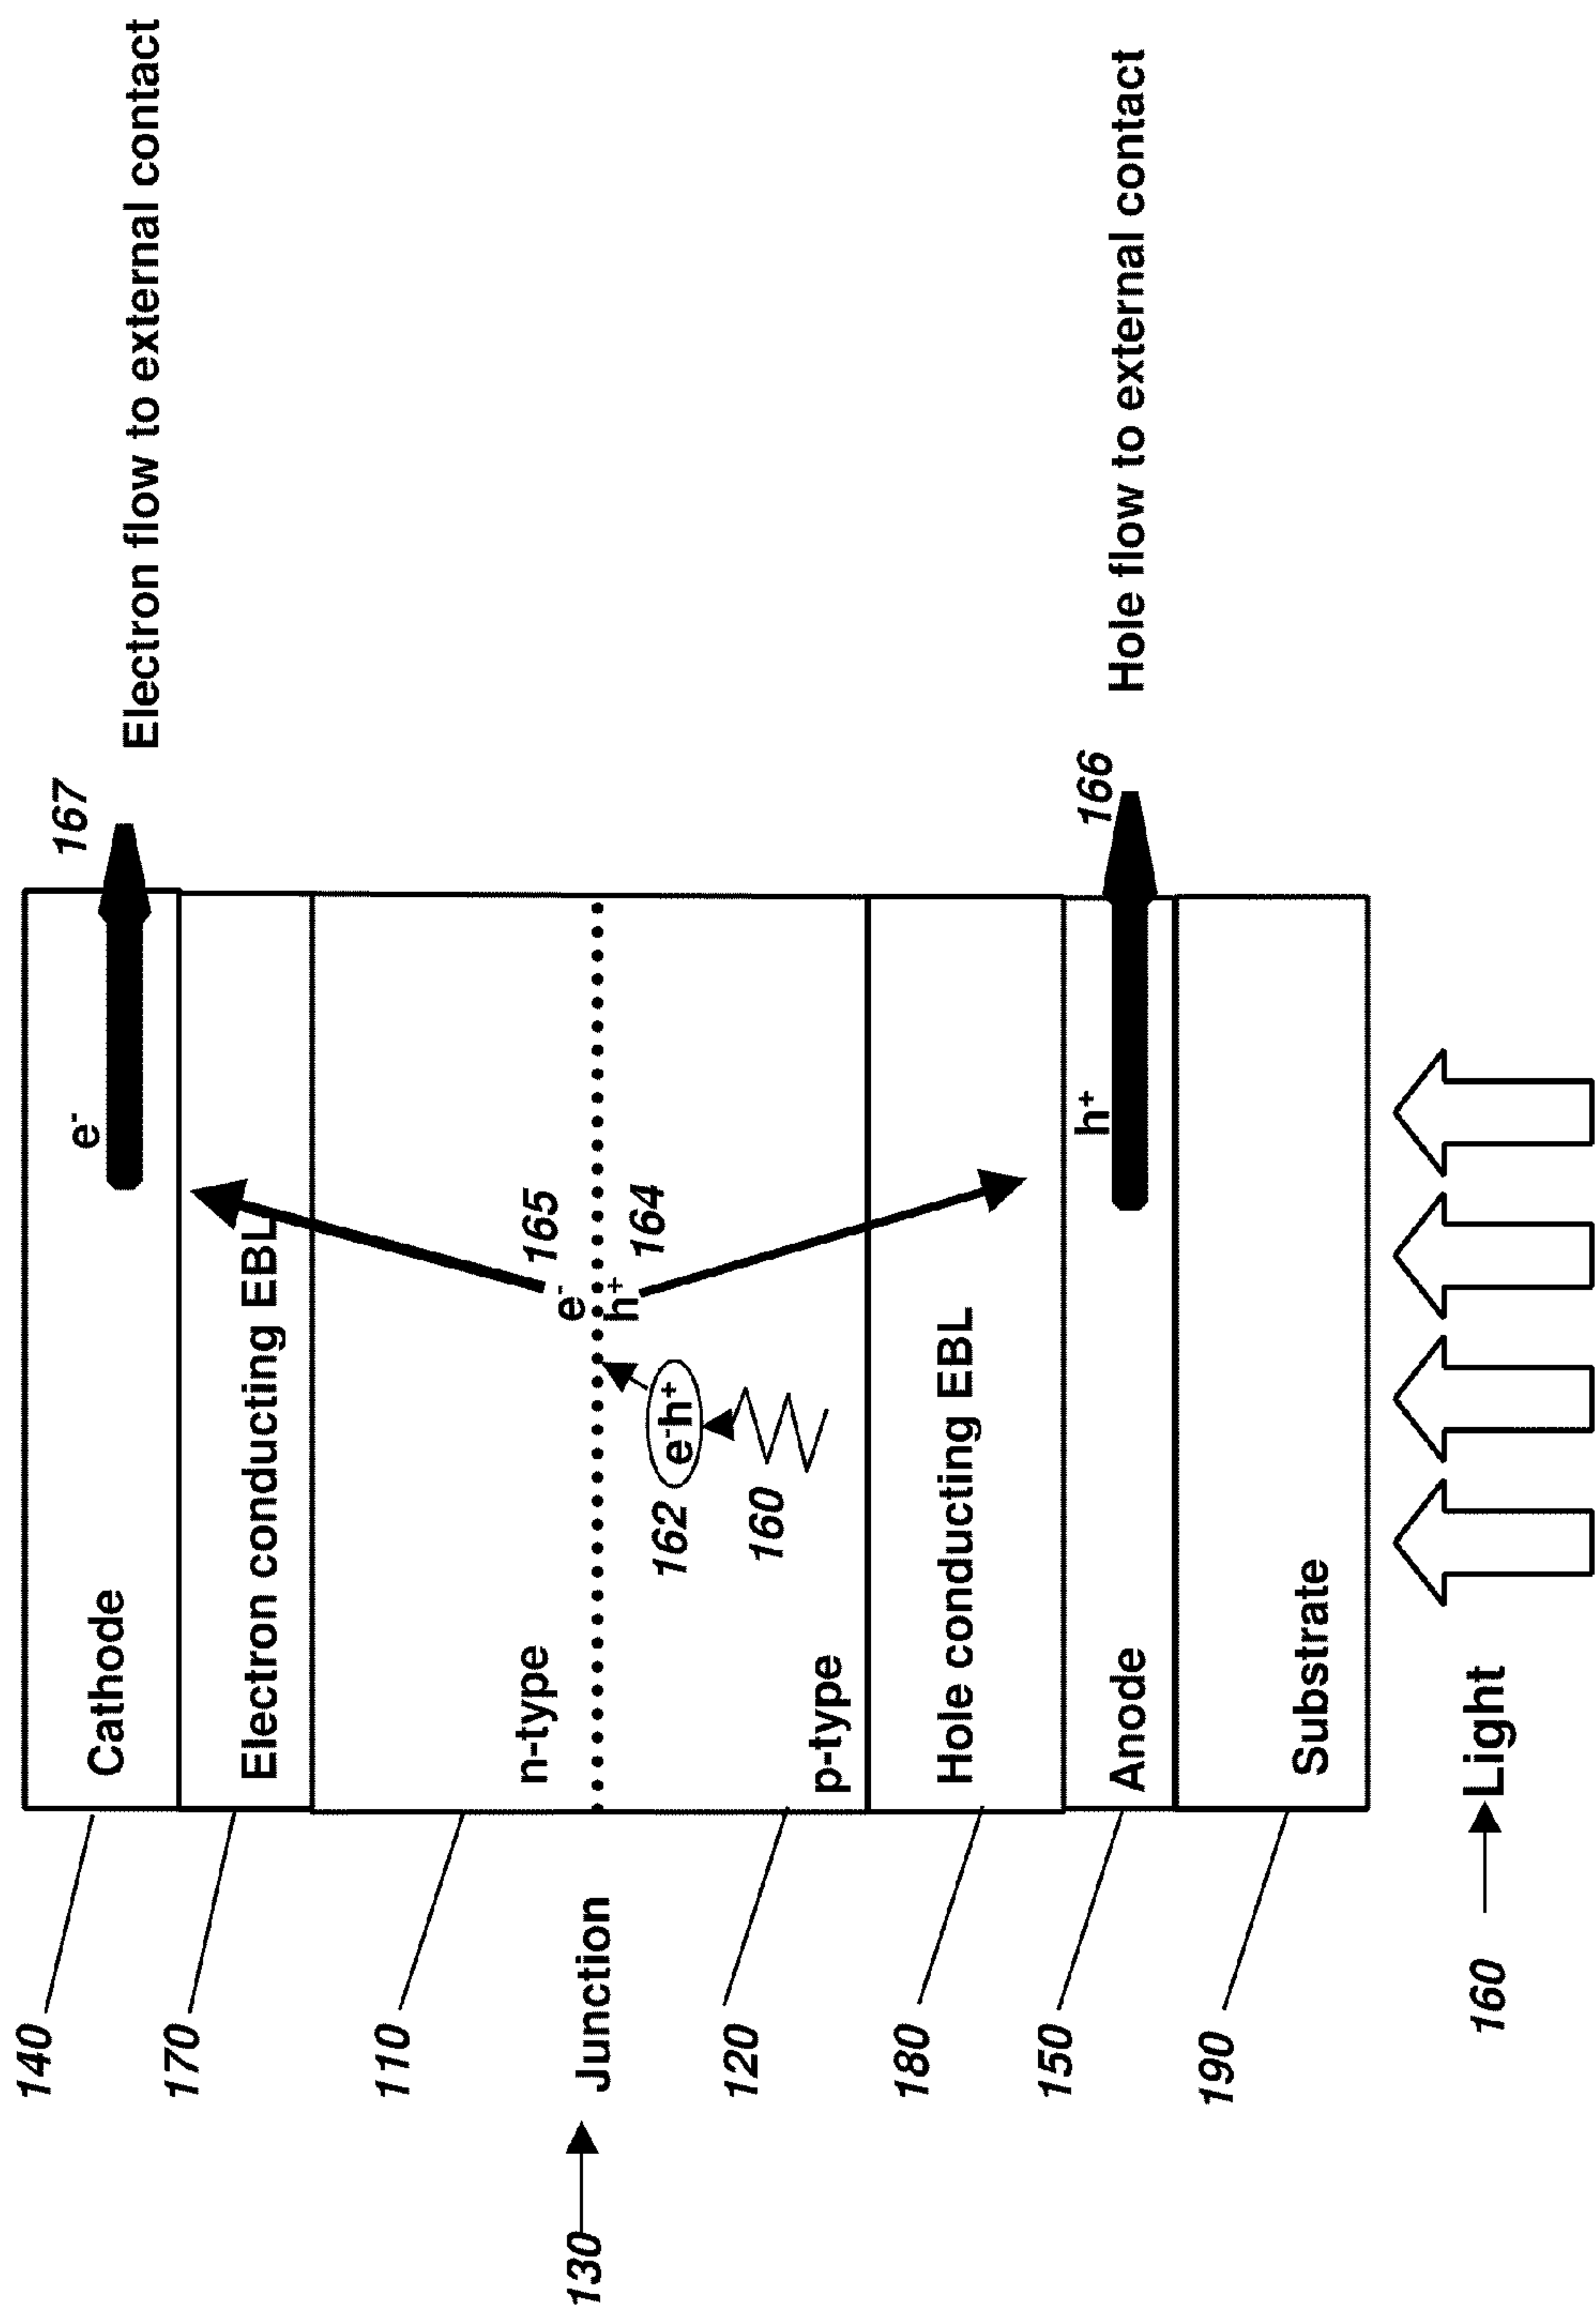 140
Cathode
e-
167
Electron flow to external contact
170
Electron conducting EBL
110
n-type
165
e-
130
Junction
h+
164
162
e-h+
160
120
p-type
180
Hole conducting EBL
150
Anode
h+
166
Hole flow to external contact
190
Substrate
160
Light